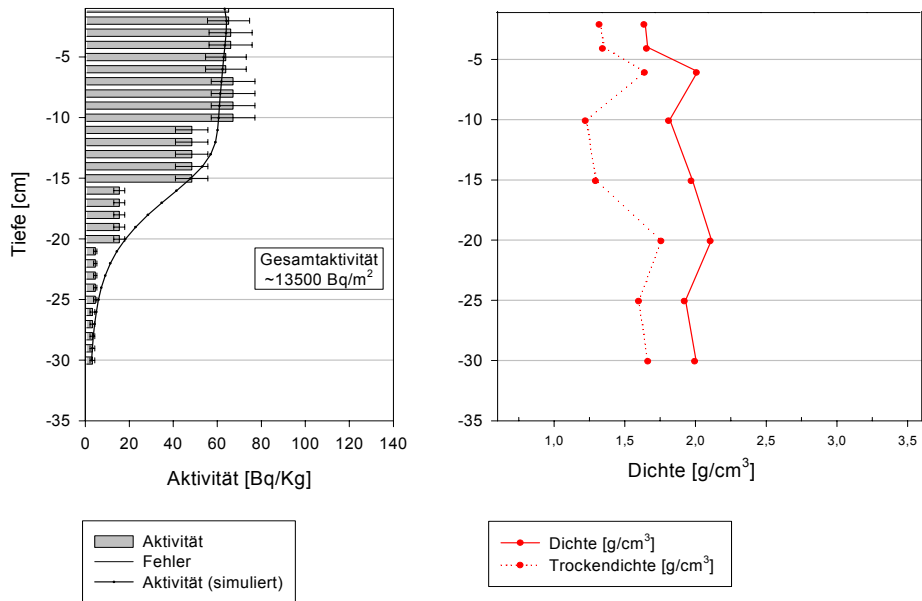 Tiefe [cm]
-5
-10
-15
-20
-25
-30
-35
0 20 40 60 80 100 120 140
Aktivität [Bq/Kg]
Gesamtaktivität
~13500 Bq/m²
Aktivität
Fehler
Aktivität (simuliert)
-5
-10
-15
-20
-25
-30
-35
1,0 1,5 2,0 2,5 3,0 3,5
Dichte [g/cm³]
Dichte [g/cm³]
Trockendichte [g/cm³]